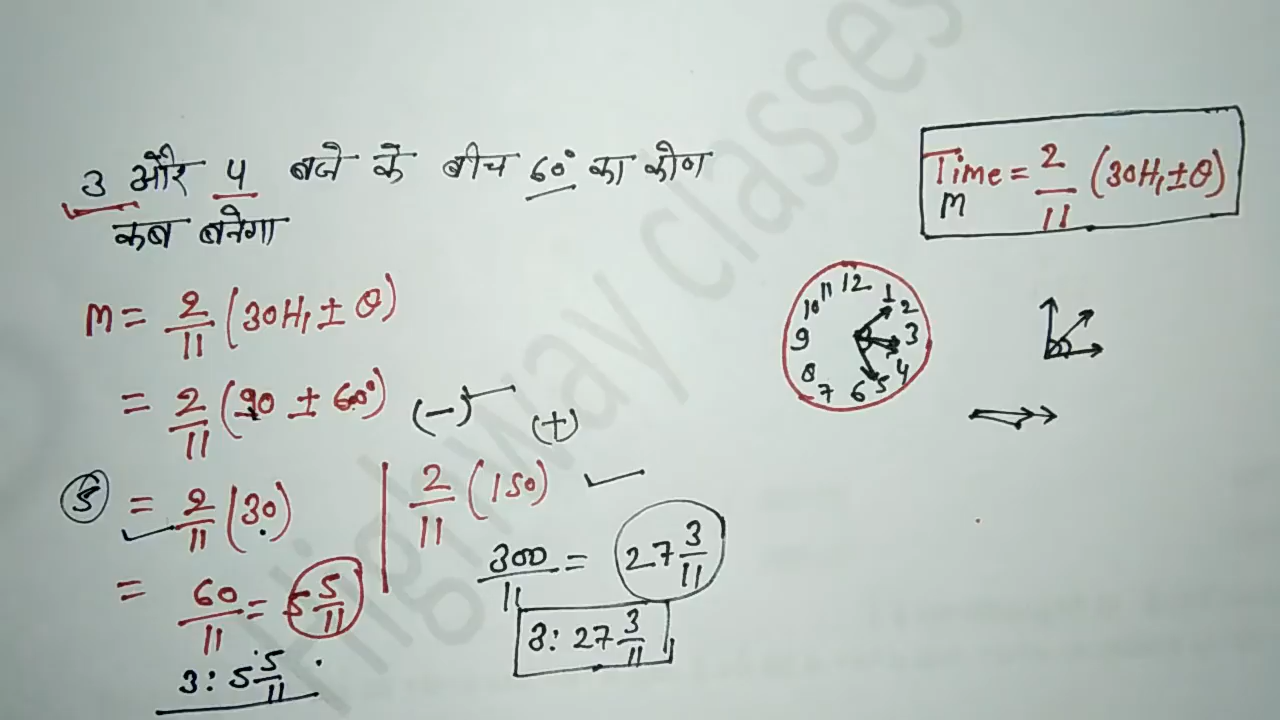 3 और 4 बजे के बीच 60° का कोण
कब बनेगा
Time = 2/11 (30H₁ ± θ)
M
M = 2/11 (30H₁ ± θ)
= 2/11 (90 ± 60°) (−) (+)
5 = 2/11 (30)
= 60/11 = 5 5/11
3 : 5 5/11
2/11 (150)
300/11 = 27 3/11
3 : 27 3/11
12
1
2
3
4
5
6
7
8
9
10
11
Highway classes